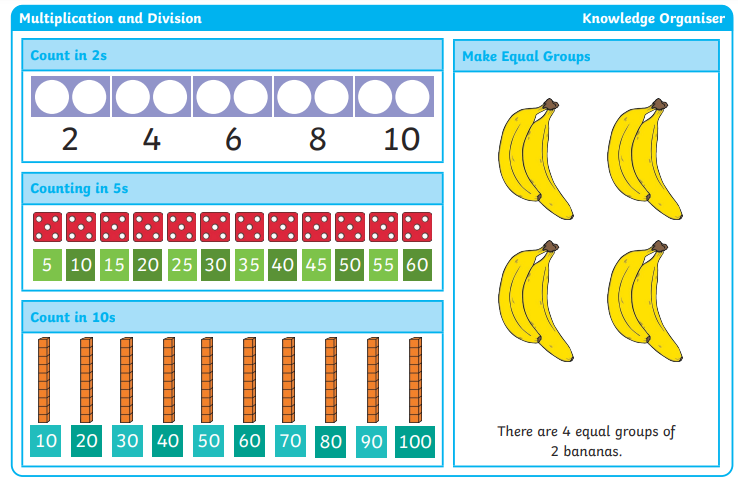 Multiplication and Division
Knowledge Organiser
Count in 2s
2 4 6 8 10
Counting in 5s
5 10 15 20 25 30 35 40 45 50 55 60
Count in 10s
10 20 30 40 50 60 70 80 90 100
Make Equal Groups
There are 4 equal groups of
2 bananas.